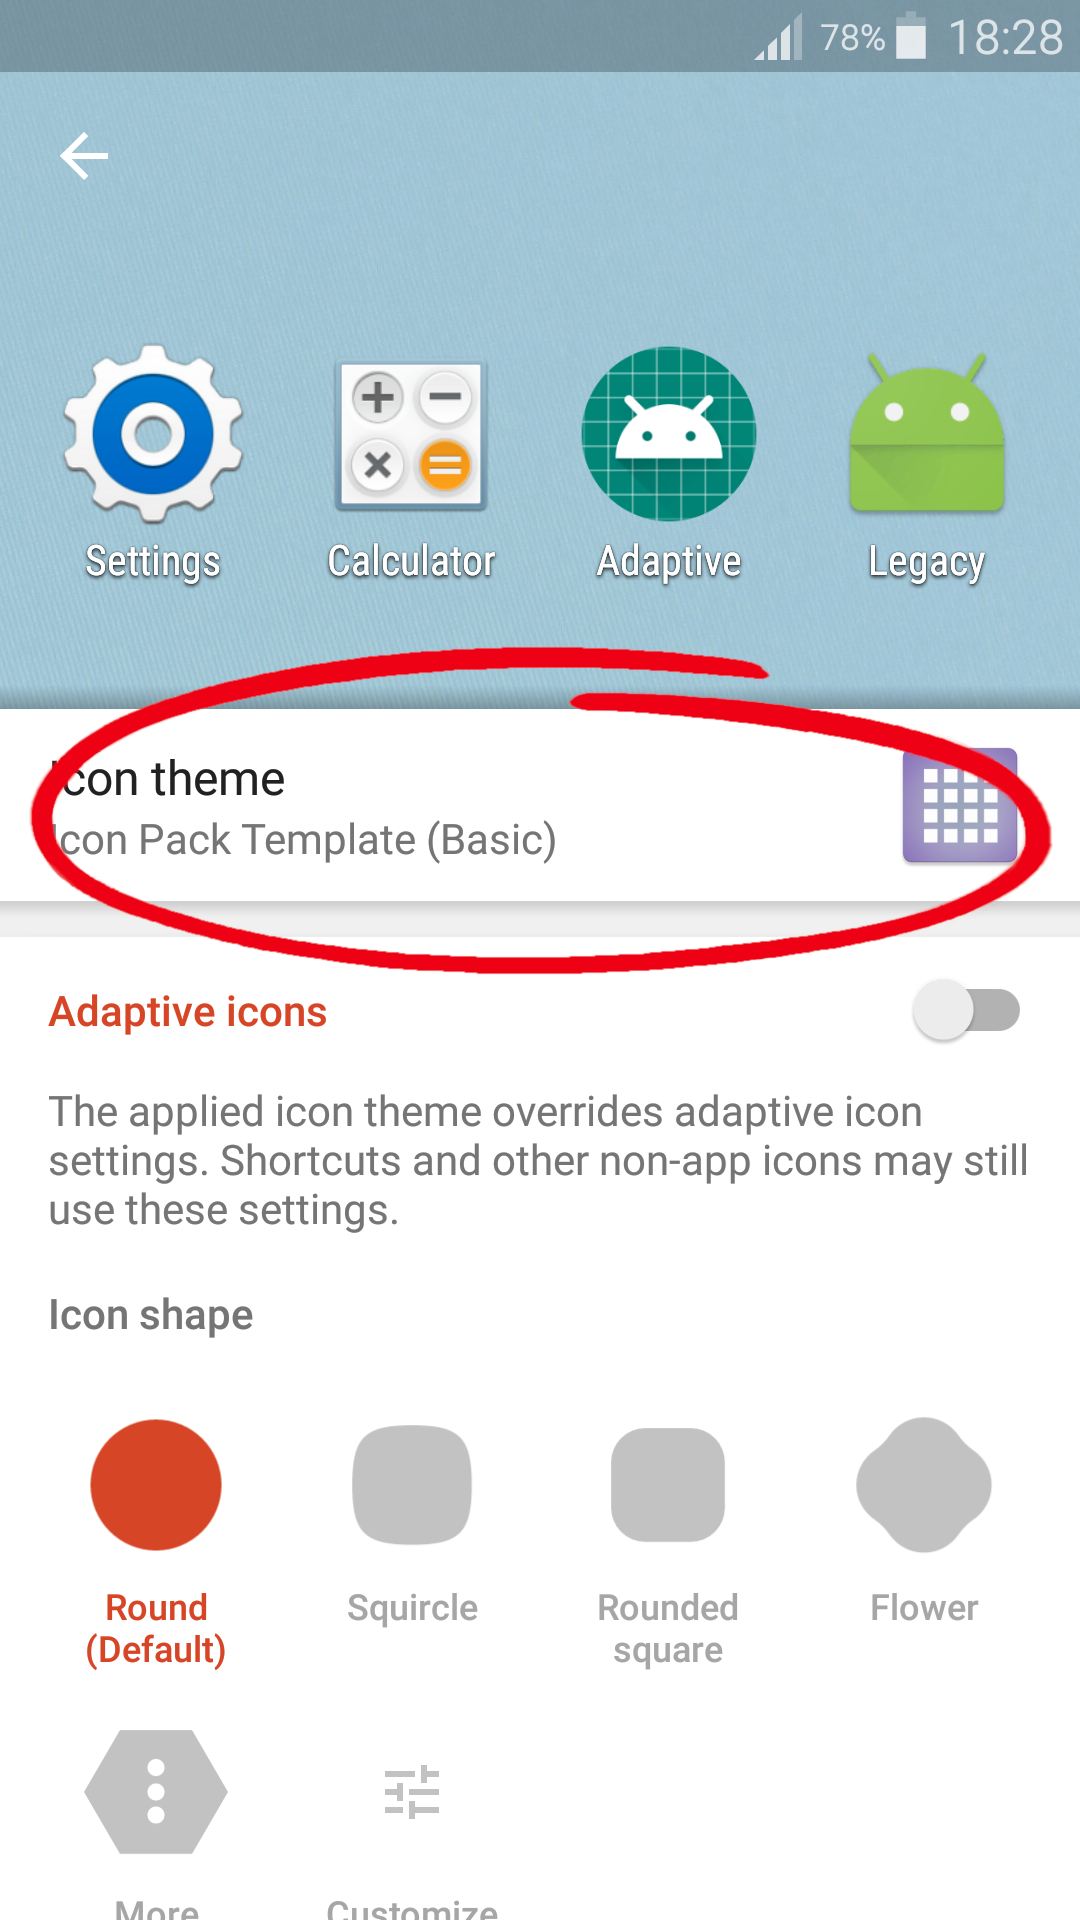 78% 18:28
Settings Calculator Adaptive Legacy
Icon theme
Icon Pack Template (Basic)
Adaptive icons
The applied icon theme overrides adaptive icon
settings. Shortcuts and other non-app icons may still
use these settings.
Icon shape
Round Squircle Rounded Flower
(Default) square
More Customize